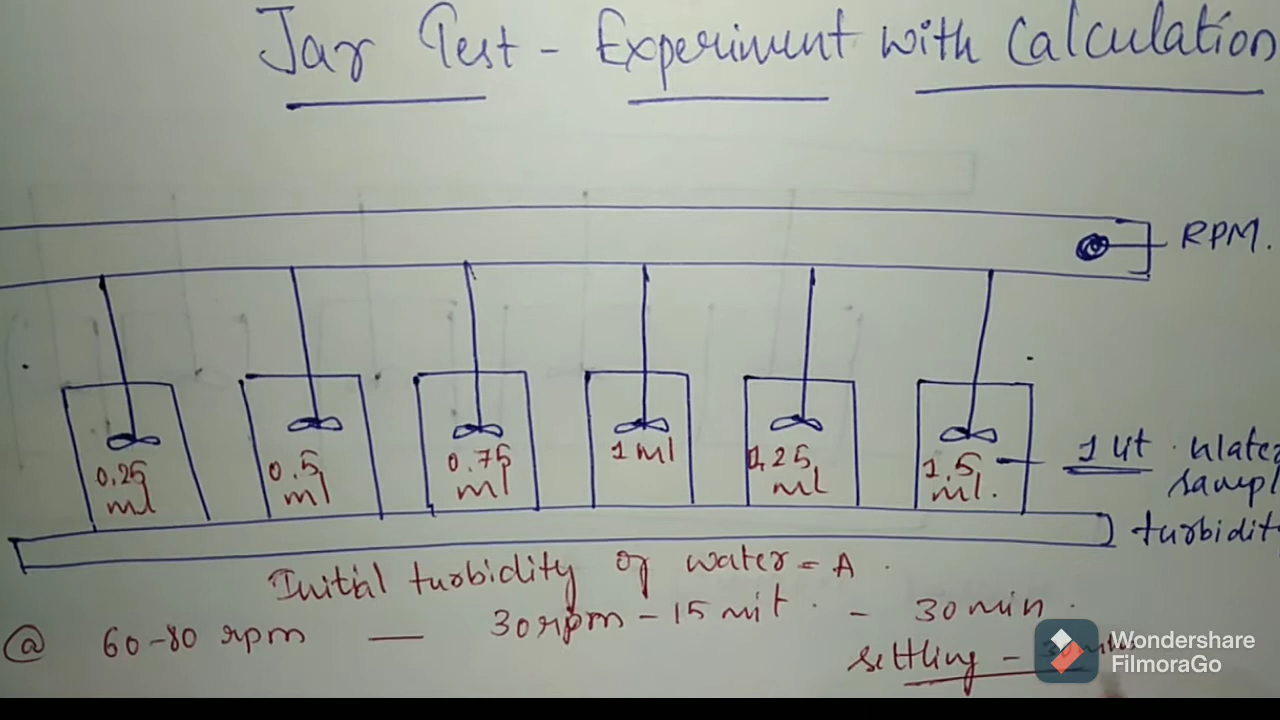 Jar Test - Experiment with Calculation
RPM.
0.25 ml
0.5 ml
0.75 ml
1 ml
1.25 ml
1.5 ml.
1 lit. water
sampl
turbidit
Initial turbidity of water = A.
@ 60-80 rpm — 30 rpm - 15 mit. - 30 min.
settling -
Wondershare
FilmoraGo